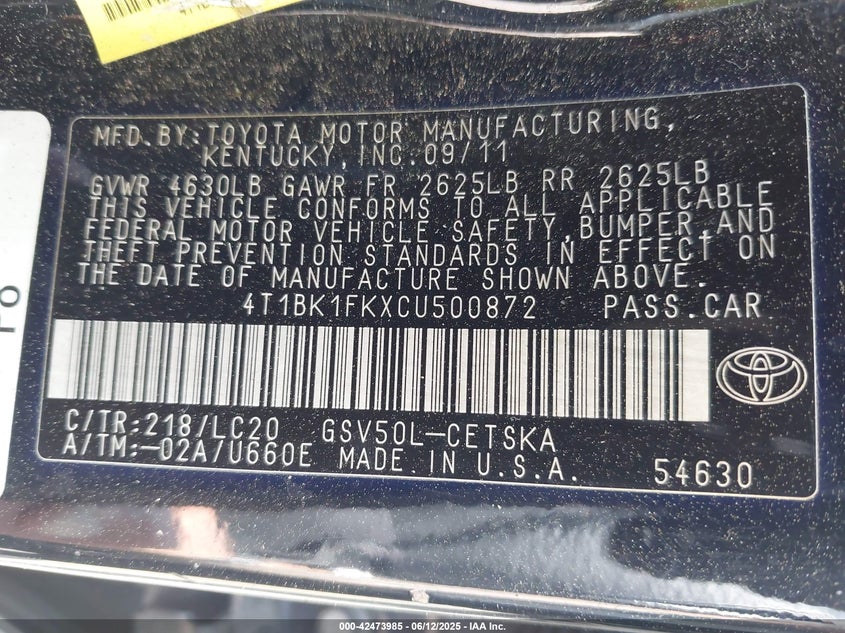 MFD.BY:TOYOTA MOTOR MANUFACTURING,
KENTUCKY,INC.09/11
GVWR 4630LB GAWR FR 2625LB RR 2625LB
THIS VEHICLE CONFORMS TO ALL APPLICABLE
FEDERAL MOTOR VEHICLE SAFETY,BUMPER,AND
THEFT PREVENTION STANDARDS IN EFFECT ON
THE DATE OF MANUFACTURE SHOWN ABOVE.
4T1BK1FKXCU500872 PASS.CAR
C/TR:218/LC20 GSV50L-CETSKA
A/TM:-02A/U660E MADE IN U.S.A. 54630
000-42473985 - 06/12/2025 - IAA Inc.